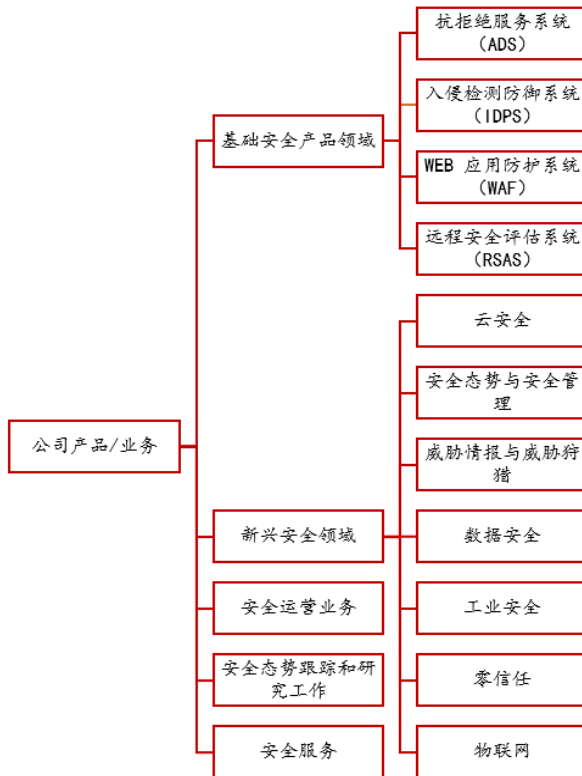 公司产品/业务
基础安全产品领域
抗拒绝服务系统
（ADS）
入侵检测防御系统
（IDPS）
WEB 应用防护系统
（WAF）
远程安全评估系统
（RSAS）
新兴安全领域
云安全
安全态势与安全管
理
威胁情报与威胁狩
猎
数据安全
工业安全
零信任
物联网
安全运营业务
安全态势跟踪和研
究工作
安全服务